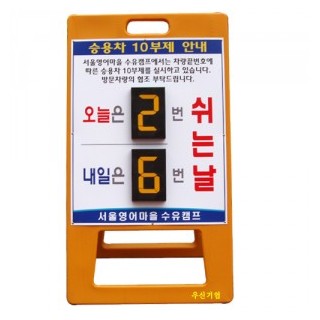 승용차 10부제 안내
서울영어마을 수유캠프에서는 차량끝번호에
따른 승용차 10부제를 실시하고 있습니다.
방문차량의 협조 부탁드립니다.
오늘은 2 번
내일은 6 번
쉬는날
서울영어마을 수유캠프
우신기업